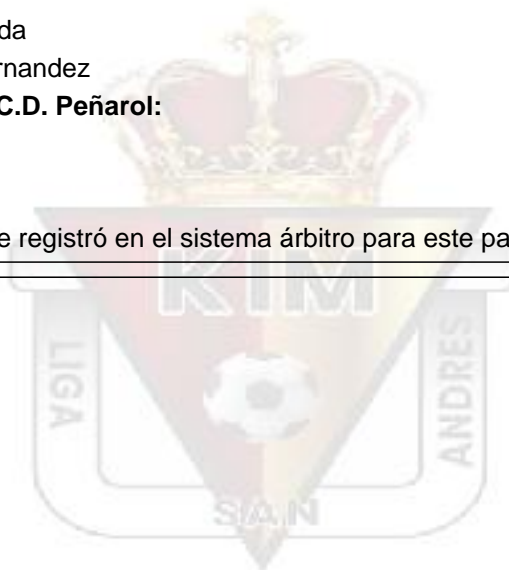 da
rnandez
C.D. Peñarol:
e registró en el sistema árbitro para este pa
KIM
LIGA
ANDRES
SAN